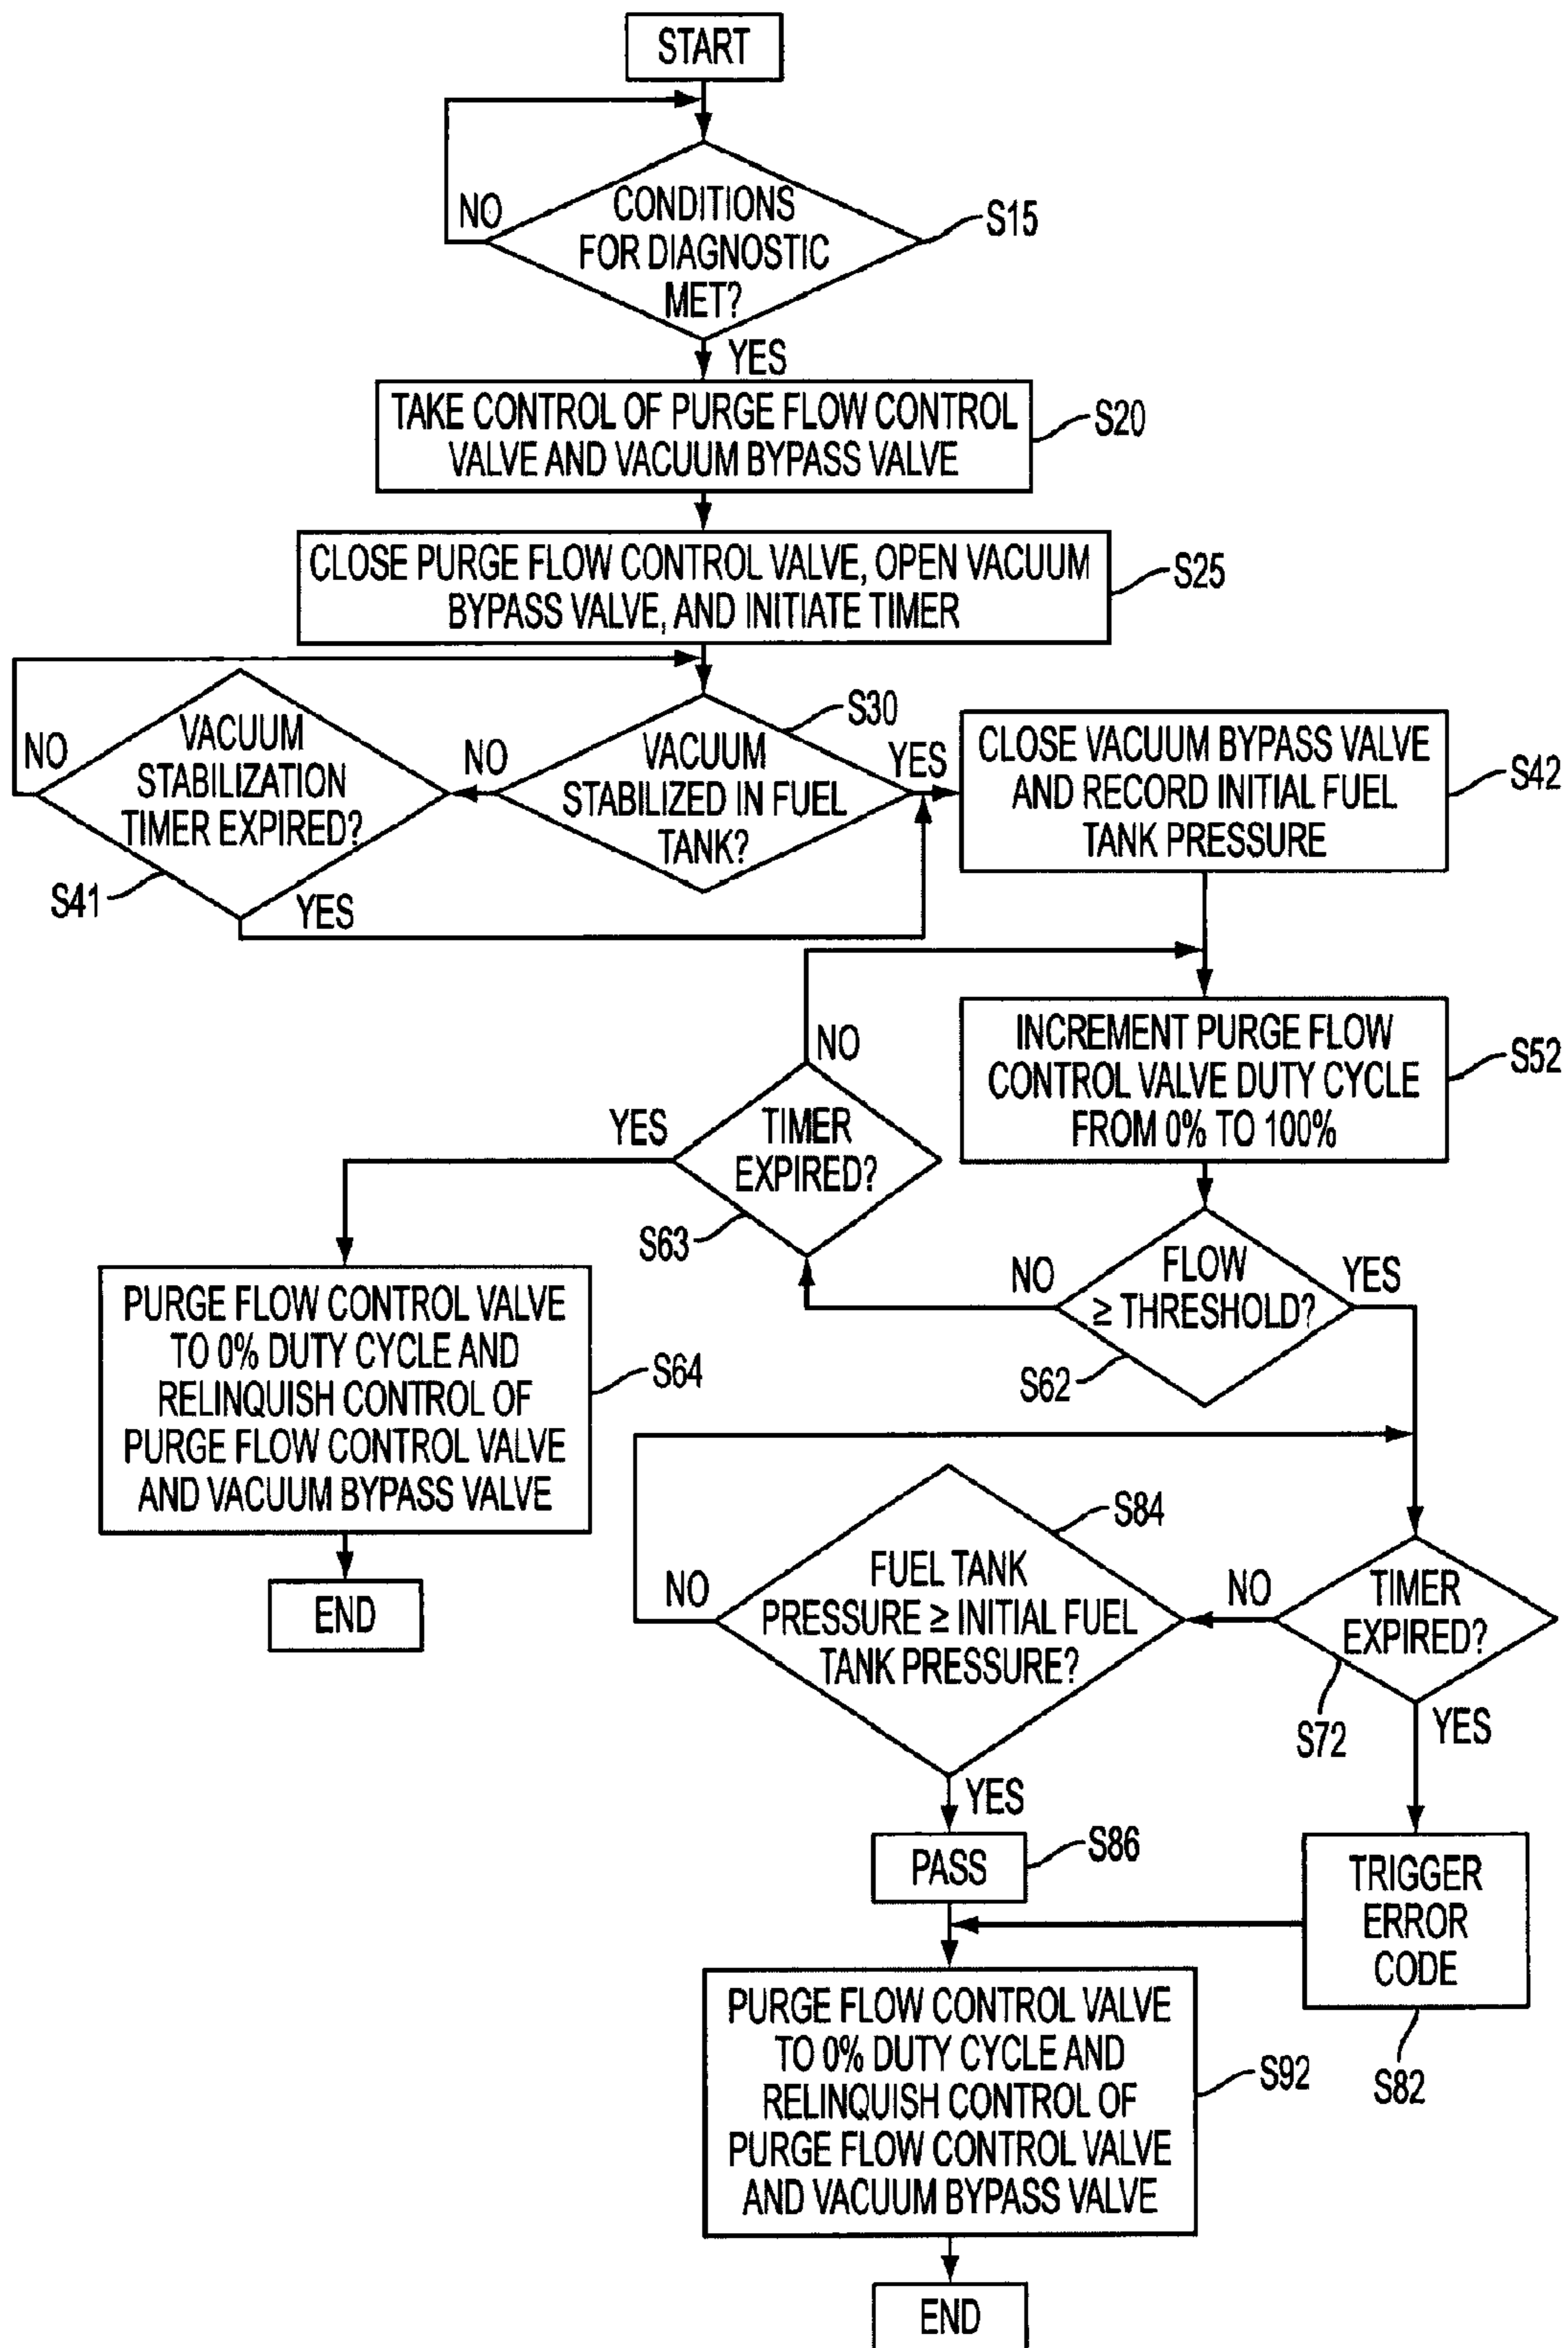 START
NO
CONDITIONS
FOR DIAGNOSTIC
MET?
S15
YES
TAKE CONTROL OF PURGE FLOW CONTROL
VALVE AND VACUUM BYPASS VALVE
S20
CLOSE PURGE FLOW CONTROL VALVE, OPEN VACUUM
BYPASS VALVE, AND INITIATE TIMER
S25
NO
VACUUM
STABILIZATION
TIMER EXPIRED?
S41
YES
NO
VACUUM
STABILIZED IN FUEL
TANK?
S30
YES
CLOSE VACUUM BYPASS VALVE
AND RECORD INITIAL FUEL
TANK PRESSURE
S42
INCREMENT PURGE FLOW
CONTROL VALVE DUTY CYCLE
FROM 0% TO 100%
S52
NO
YES
TIMER
EXPIRED?
S63
NO
FLOW
≥ THRESHOLD?
YES
S62
PURGE FLOW CONTROL VALVE
TO 0% DUTY CYCLE AND
RELINQUISH CONTROL OF
PURGE FLOW CONTROL VALVE
AND VACUUM BYPASS VALVE
S64
END
S84
NO
FUEL TANK
PRESSURE ≥ INITIAL FUEL
TANK PRESSURE?
NO
TIMER
EXPIRED?
S72
YES
YES
PASS
S86
TRIGGER
ERROR
CODE
S82
PURGE FLOW CONTROL VALVE
TO 0% DUTY CYCLE AND
RELINQUISH CONTROL OF
PURGE FLOW CONTROL VALVE
AND VACUUM BYPASS VALVE
S92
END